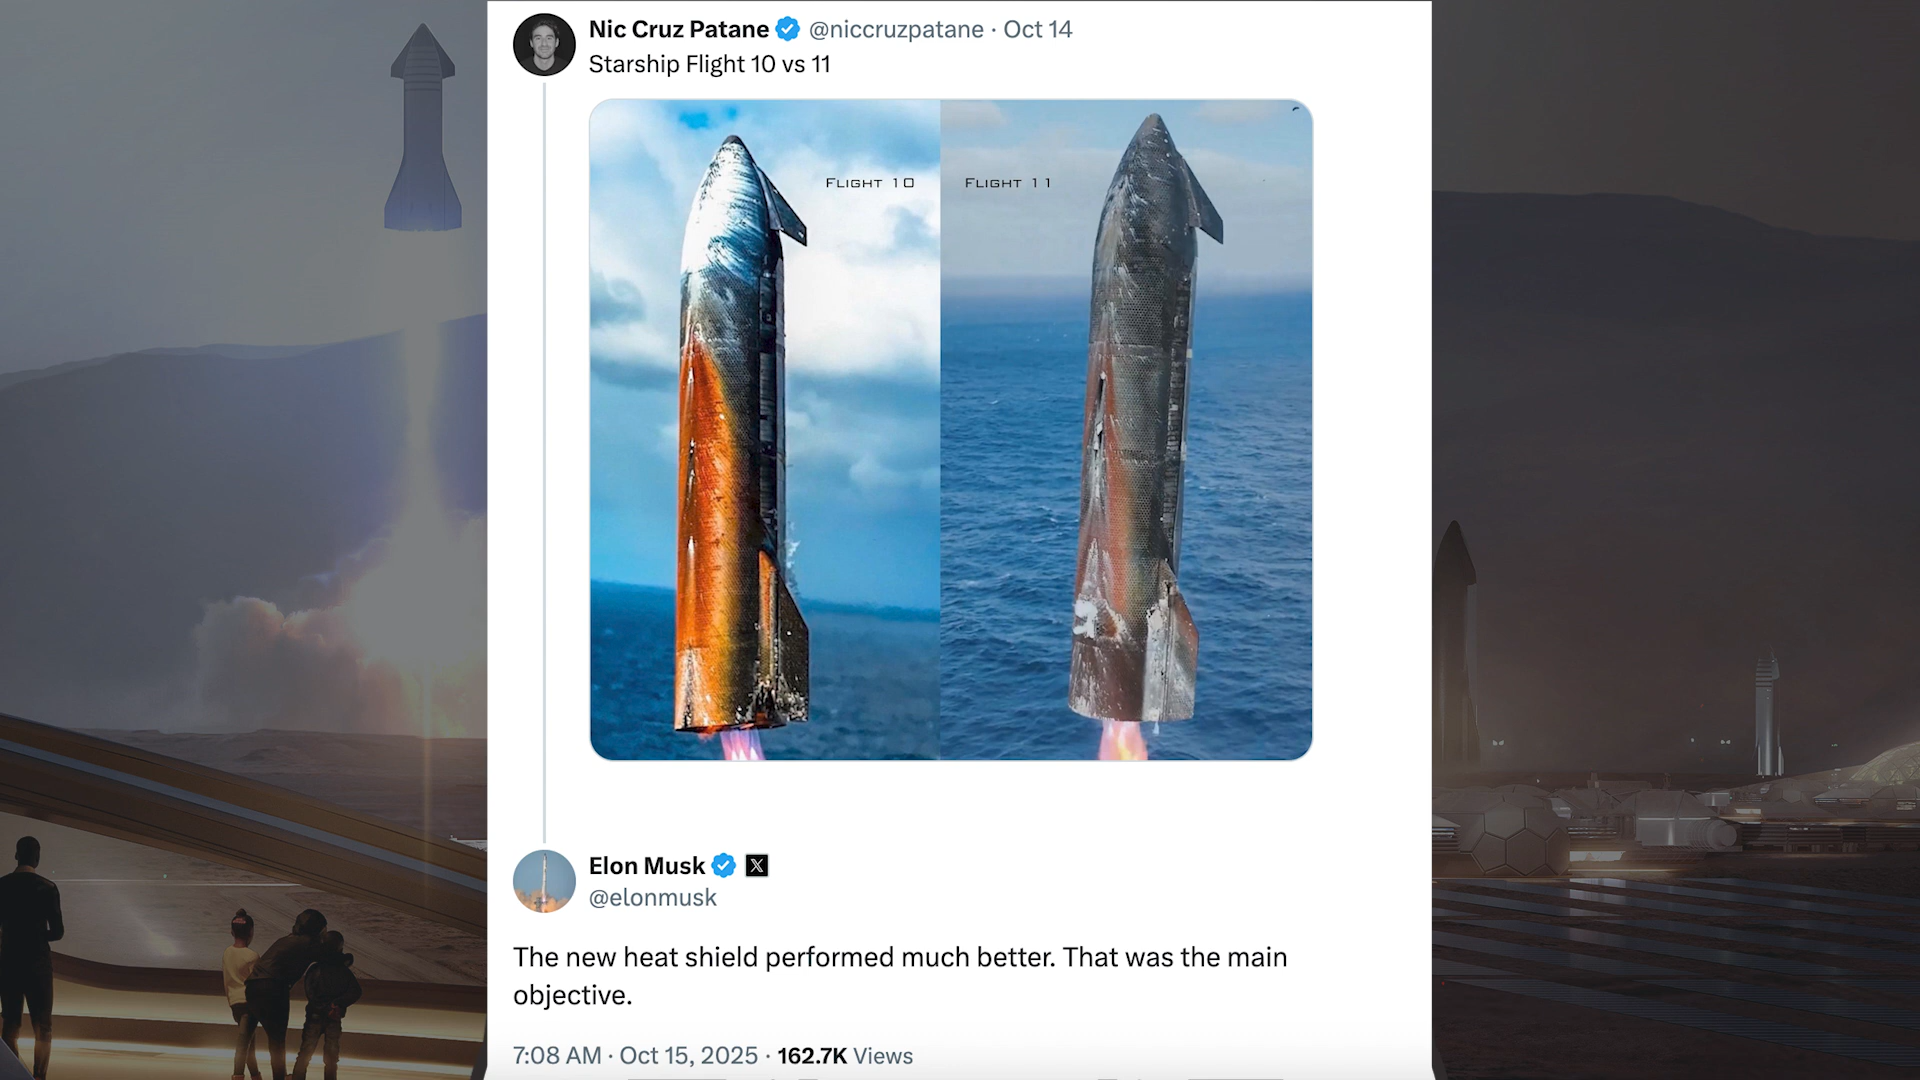 Nic Cruz Patane @niccruzpatane · Oct 14
Starship Flight 10 vs 11
FLIGHT 10
FLIGHT 11
Elon Musk X
@elonmusk
The new heat shield performed much better. That was the main
objective.
7:08 AM · Oct 15, 2025 · 162.7K Views